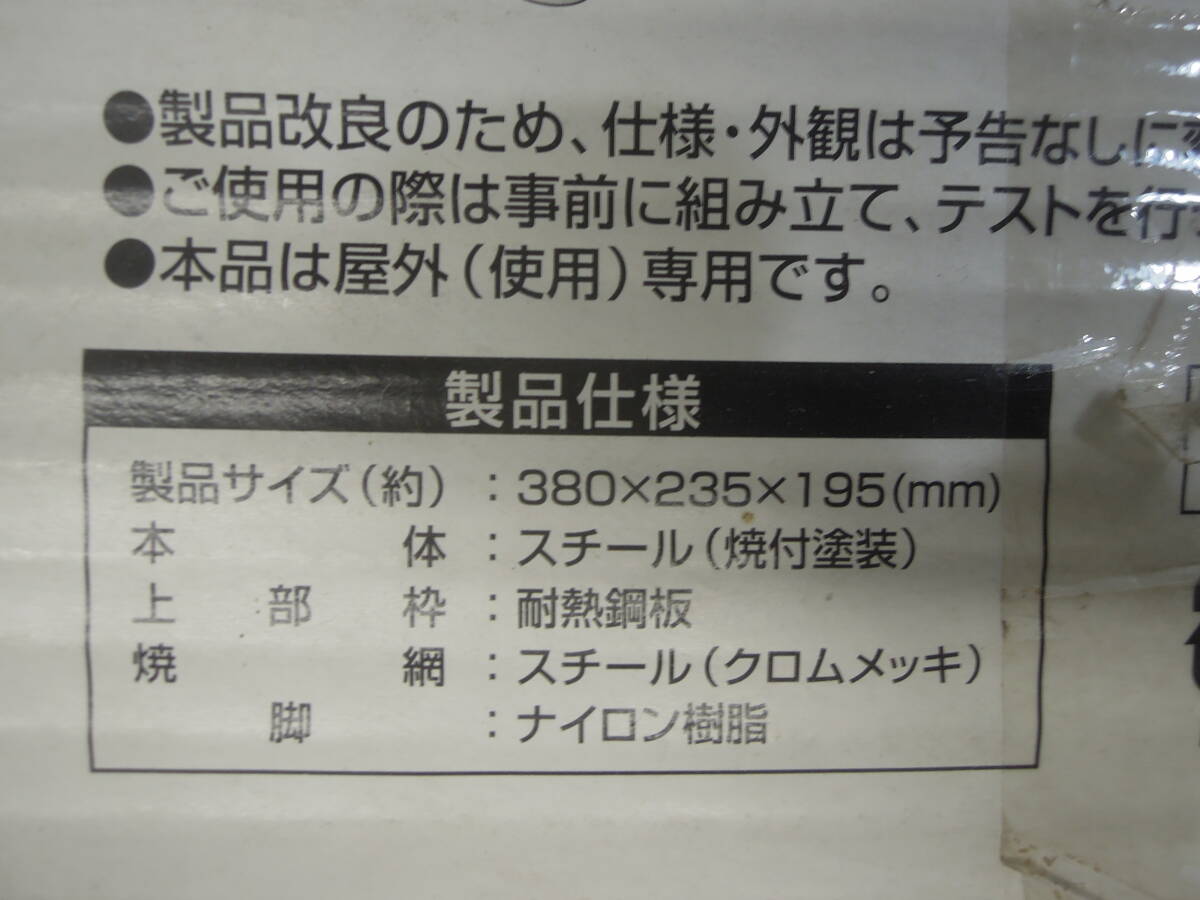 ●製品改良のため、仕様・外観は予告なしに
●ご使用の際は事前に組み立て、テストを行
●本品は屋外(使用)専用です。
製品仕様
製品サイズ(約):380×235×195(mm)
本体:スチール(焼付塗装)
上部枠:耐熱鋼板
焼網:スチール(クロムメッキ)
脚:ナイロン樹脂